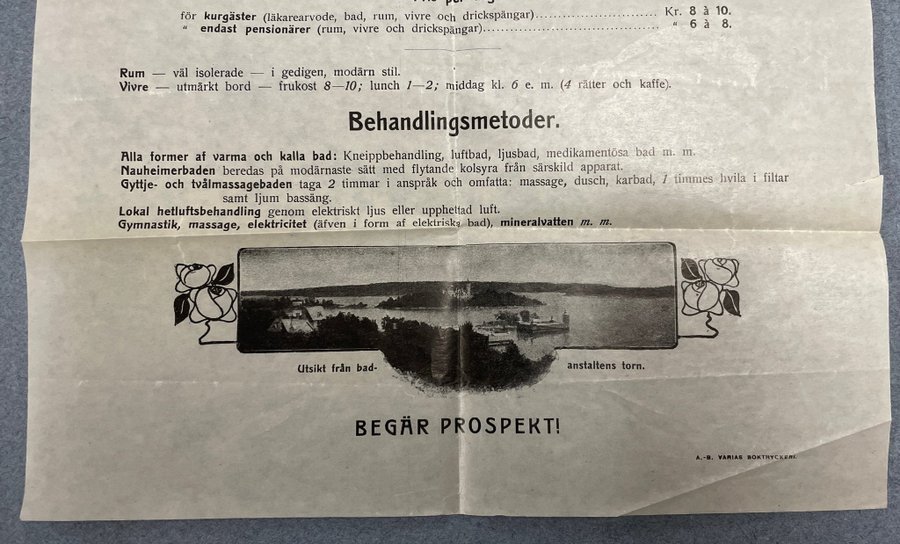 för kurgäster (läkarearvode, bad, rum, vivre och drickspängar) Kr. 8 à 10.
" endast pensionärer (rum, vivre och drickspängar) " 6 à 8.
Rum — väl isolerade — i gedigen, modärn stil.
Vivre — utmärkt bord — frukost 8—10; lunch 1—2; middag kl. 6 e. m. (4 rätter och kaffe).
Behandlingsmetoder.
Alla former af varma och kalla bad: Kneippbehandling, luftbad, ljusbad, medikamentösa bad m. m.
Nauheimerbaden beredas på modärnaste sätt med flytande kolsyra från särskild apparat.
Gyttje- och tvålmassagebaden taga 2 timmar i anspråk och omfatta: massage, dusch, karbad, 1 timmes hvila i filtar
samt ljum bassäng.
Lokal hetluftsbehandling genom elektriskt ljus eller upphettad luft.
Gymnastik, massage, elektricitet (äfven i form af elektriska bad), mineralvatten m. m.
Utsikt från bad- anstaltens torn.
BEGÄR PROSPEKT!
A.-B. VARIAS BOKTRYCKERI.